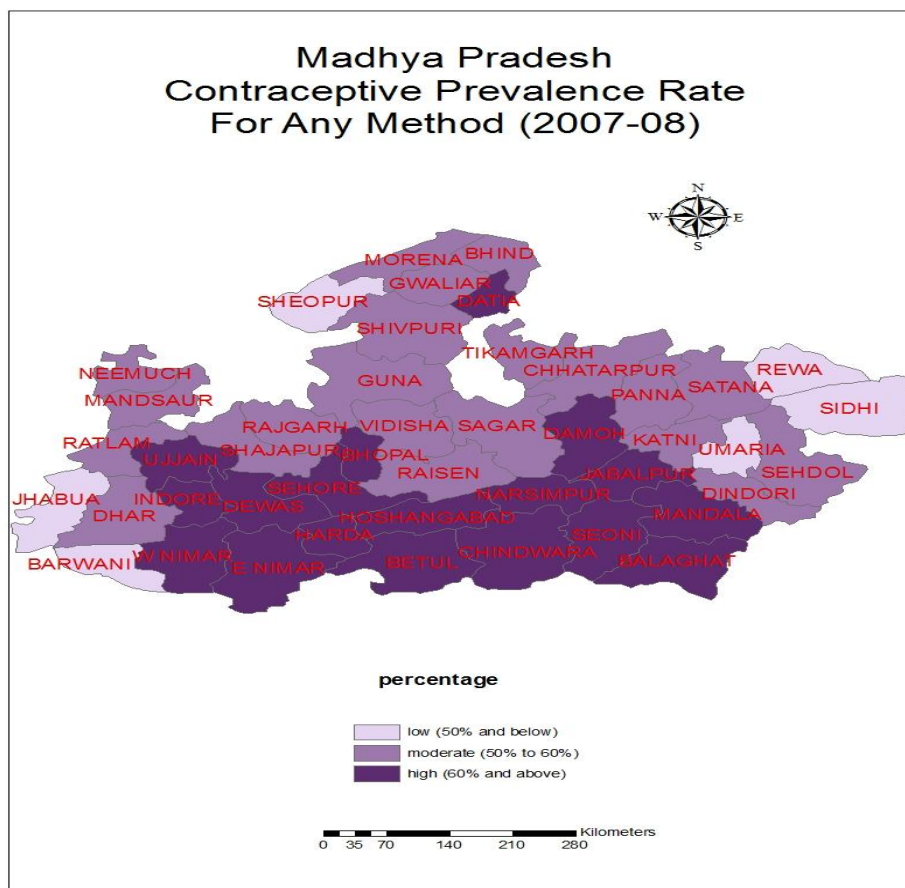 Madhya Pradesh
Contraceptive Prevalence Rate
For Any Method (2007-08)
N
W E
S
BHIND
MORENA
GWALIAR
SHEOPUR
DATIA
SHIVPURI
TIKAMGARH
CHHATARPUR
REWA
NEEMUCH
GUNA
SATANA
PANNA
MANDSAUR
SIDHI
RAJGARH
VIDISHA
SAGAR
DAMOH
RATLAM
KATNI
UMARIA
SHAJAPUR
UJJAIN
BHOPAL
RAISEN
JABALPUR
SEHDOL
SEHORE
JHABUA
INDORE
NARSIMPUR
DINDORI
DEWAS
DHAR
HOSHANGABAD
MANDALA
HARDA
SEONI
W NIMAR
CHINDWARA
BARWANI
E NIMAR
BETUL
BALAGHAT
percentage
low (50% and below)
moderate (50% to 60%)
high (60% and above)
Kilometers
0 35 70 140 210 280